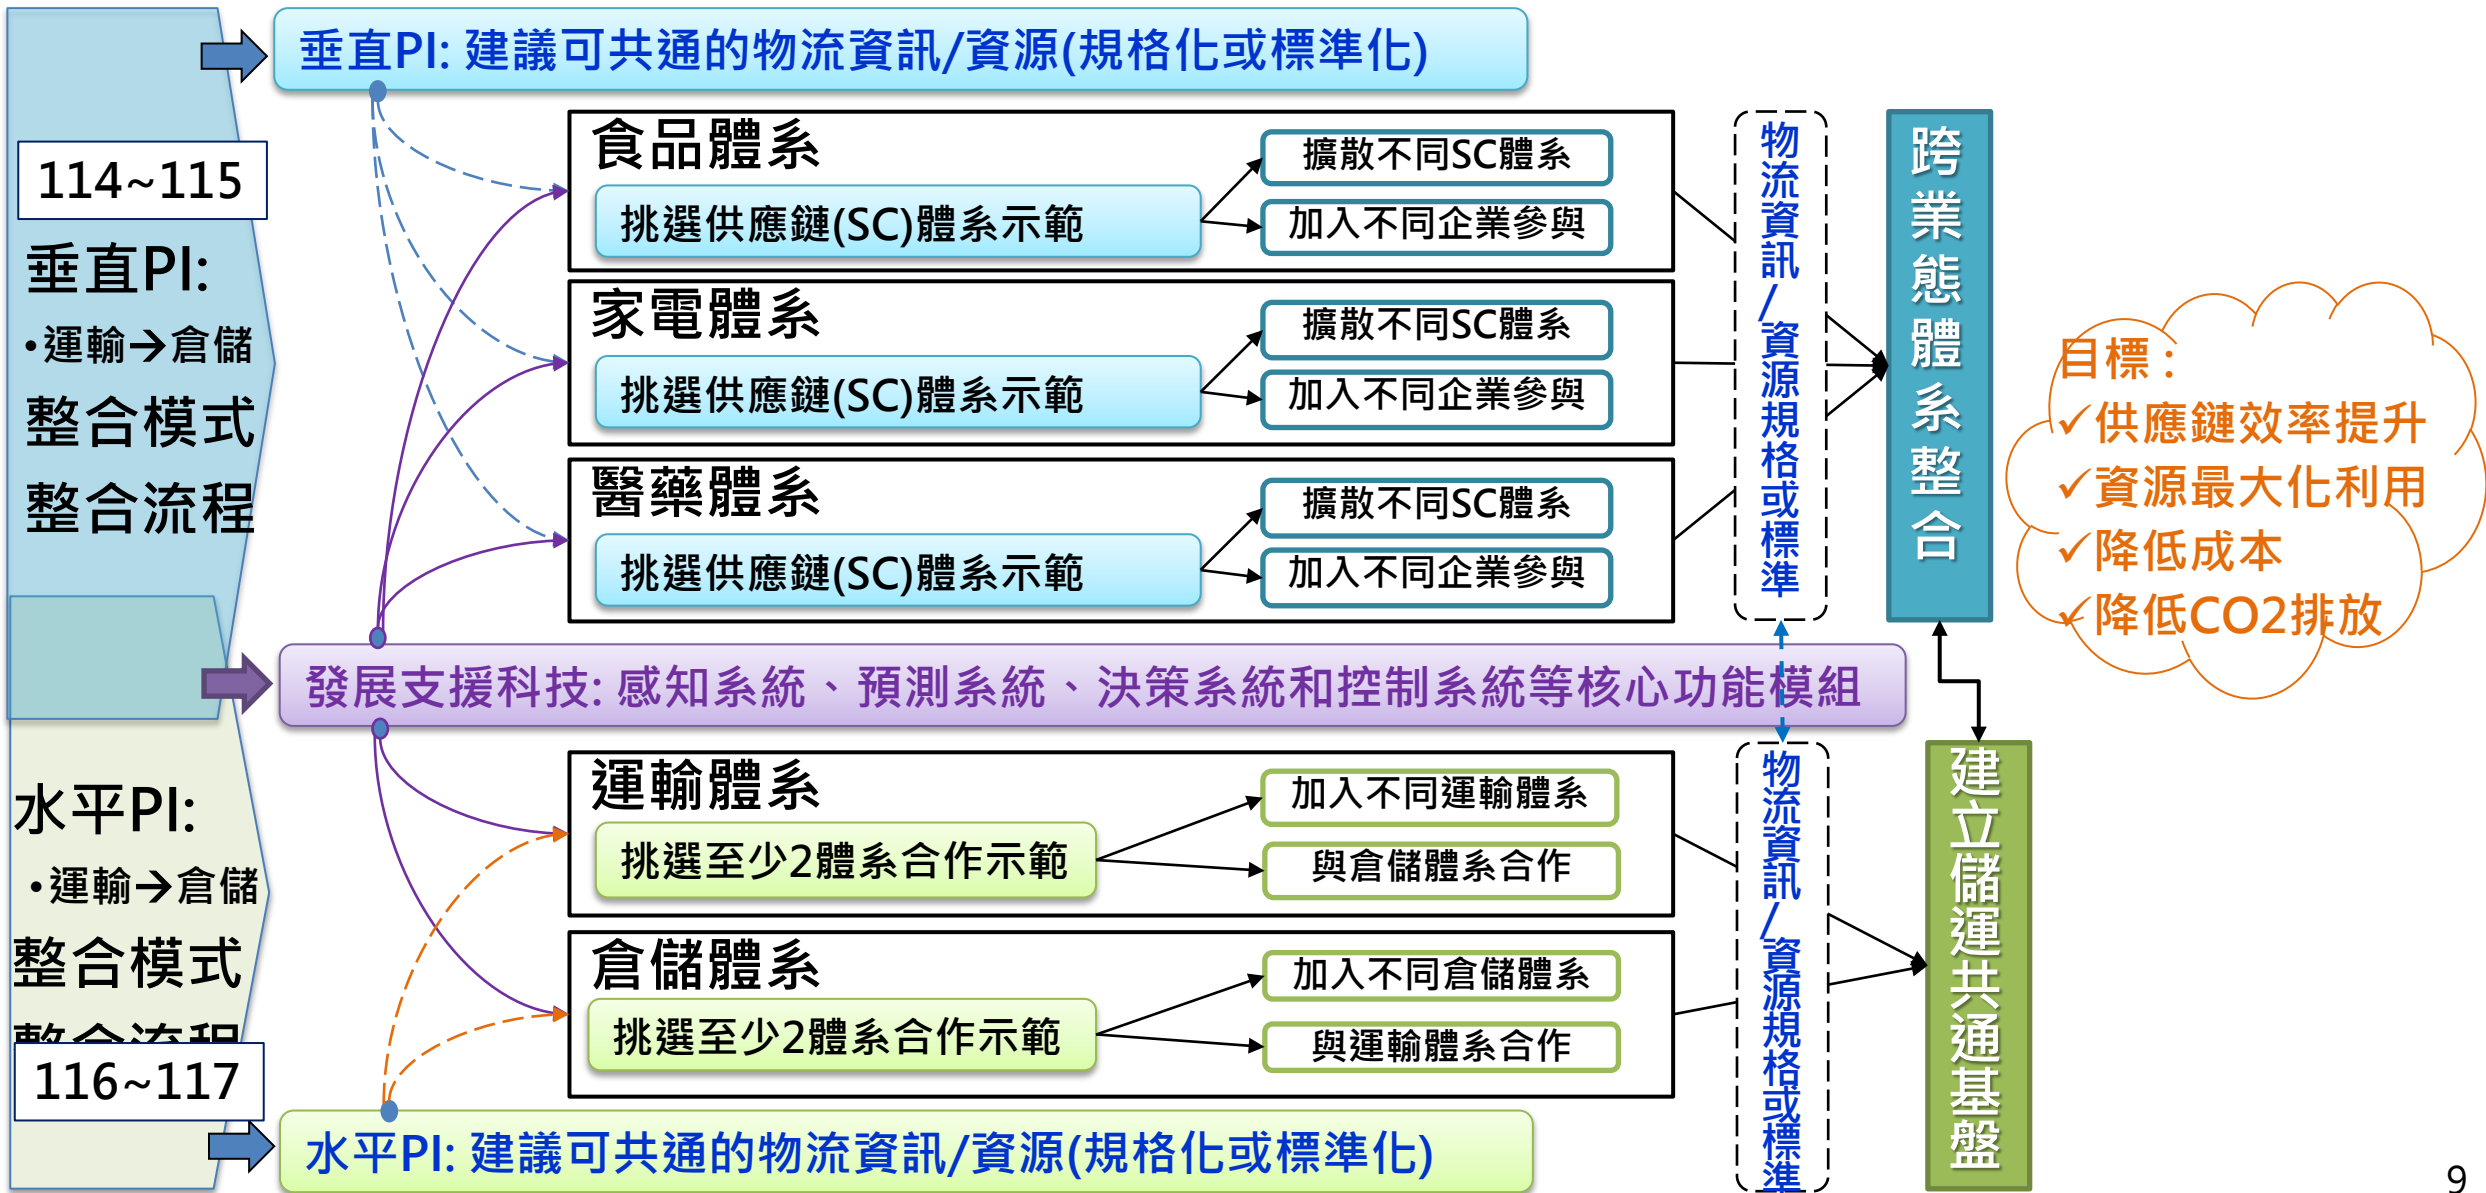 垂直PI: 建議可共通的物流資訊/資源(規格化或標準化)
114~115
垂直PI:
•運輸→倉儲
整合模式
整合流程
食品體系
挑選供應鏈(SC)體系示範
擴散不同SC體系
加入不同企業參與
家電體系
挑選供應鏈(SC)體系示範
擴散不同SC體系
加入不同企業參與
醫藥體系
挑選供應鏈(SC)體系示範
擴散不同SC體系
加入不同企業參與
物流資訊/資源規格或標準
跨業態體系整合
目標:
✓供應鏈效率提升
✓資源最大化利用
✓降低成本
✓降低CO2排放
發展支援科技: 感知系統、預測系統、決策系統和控制系統等核心功能模組
水平PI:
•運輸→倉儲
整合模式
整合流程
116~117
運輸體系
挑選至少2體系合作示範
加入不同運輸體系
與倉儲體系合作
倉儲體系
挑選至少2體系合作示範
加入不同倉儲體系
與運輸體系合作
物流資訊/資源規格或標準
建立儲運共通基盤
水平PI: 建議可共通的物流資訊/資源(規格化或標準化)
9